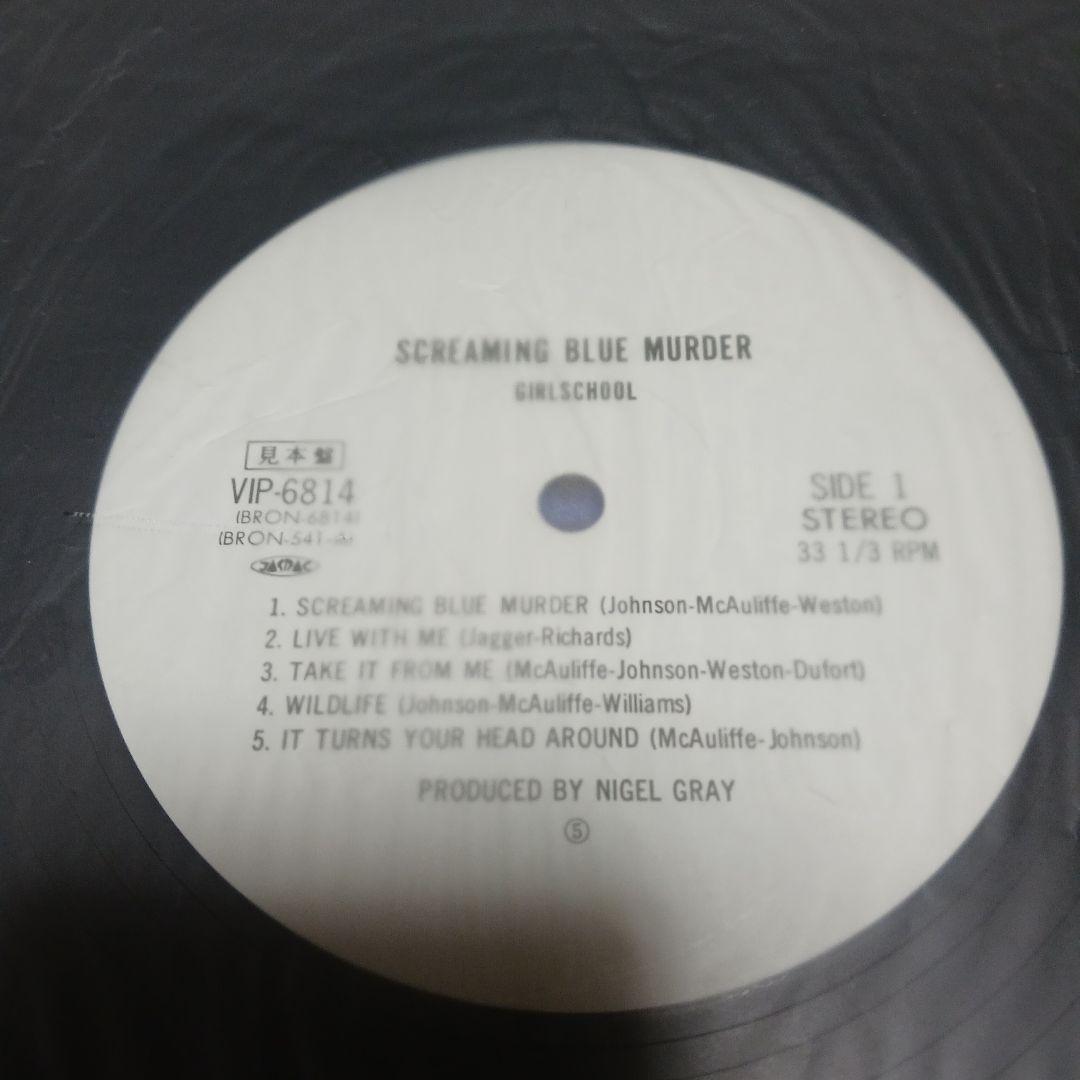 SCREAMING BLUE MURDER
GIRLSCHOOL
見本盤
VIP-6814
(BRON-6814)
(BRON-541-
JASRAC
SIDE 1
STEREO
33 1/3 RPM
1. SCREAMING BLUE MURDER (Johnson-McAuliffe-Weston)
2. LIVE WITH ME (Jagger-Richards)
3. TAKE IT FROM ME (McAuliffe-Johnson-Weston-Dufort)
4. WILDLIFE (Johnson-McAuliffe-Williams)
5. IT TURNS YOUR HEAD AROUND (McAuliffe-Johnson)
PRODUCED BY NIGEL GRAY
⑤